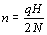 n = qH / 2N